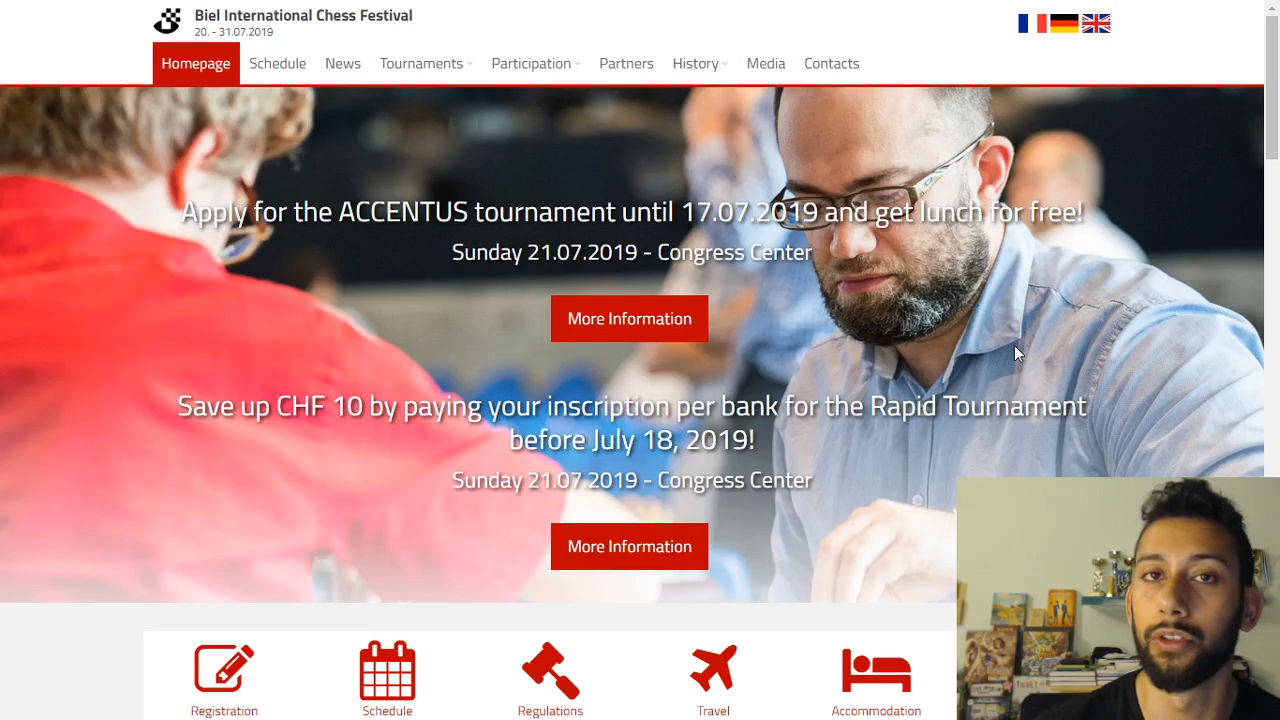 Biel International Chess Festival
20. - 31.07.2019
Homepage Schedule News Tournaments Participation Partners History Media Contacts
Apply for the ACCENTUS tournament until 17.07.2019 and get lunch for free!
Sunday 21.07.2019 - Congress Center
More Information
Save up CHF 10 by paying your inscription per bank for the Rapid Tournament
before July 18, 2019!
Sunday 21.07.2019 - Congress Center
More Information
Registration Schedule Regulations Travel Accommodation